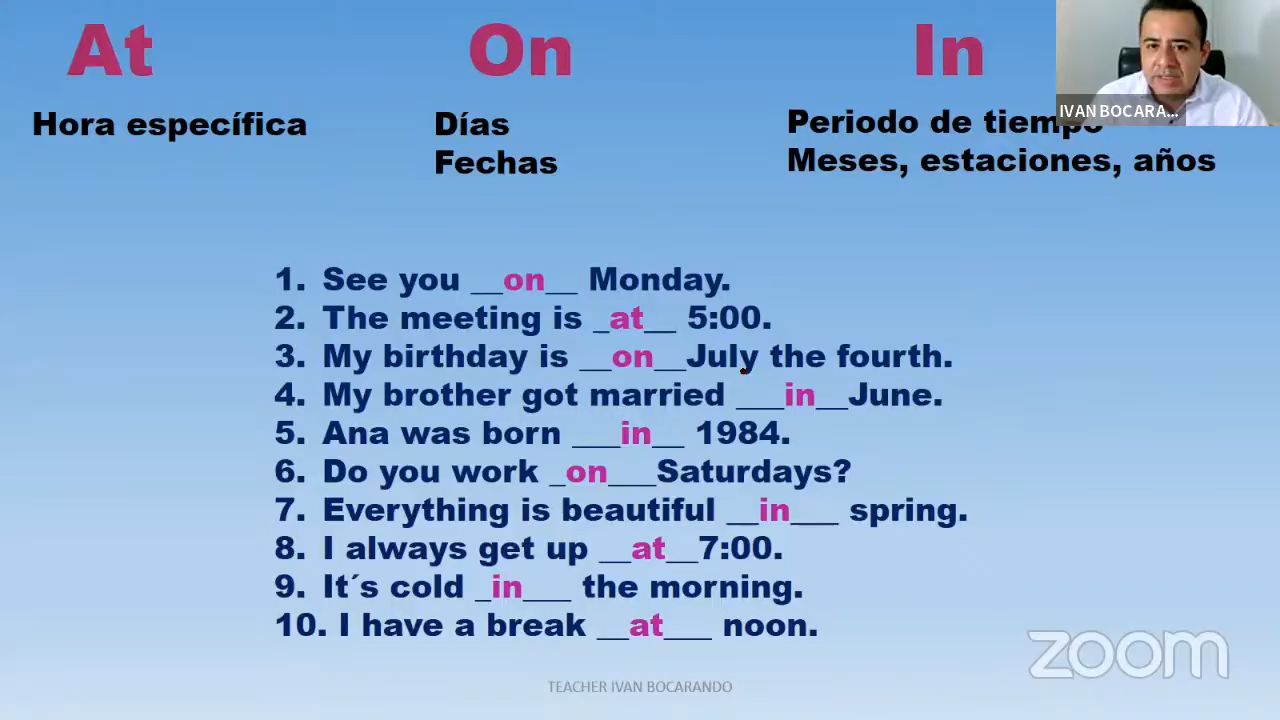 At On In
Hora específica
Días
Fechas
Periodo de tiempo
Meses, estaciones, años
IVAN BOCARA...
1. See you __on__ Monday.
2. The meeting is _at__ 5:00.
3. My birthday is __on__July the fourth.
4. My brother got married ___in__June.
5. Ana was born ___in__ 1984.
6. Do you work _on___Saturdays?
7. Everything is beautiful __in___ spring.
8. I always get up __at__7:00.
9. It´s cold _in___ the morning.
10. I have a break __at___ noon.
zoom
TEACHER IVAN BOCARANDO